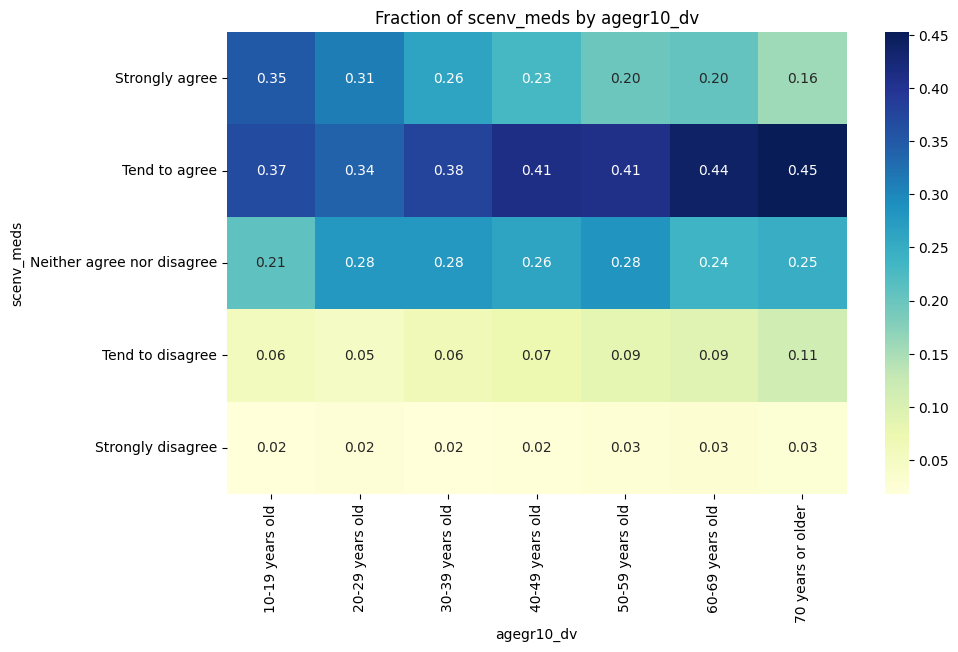 Fraction of scenv_meds by agegr10_dv
scenv_meds
Strongly agree 0.35 0.31 0.26 0.23 0.20 0.20 0.16
Tend to agree 0.37 0.34 0.38 0.41 0.41 0.44 0.45
Neither agree nor disagree 0.21 0.28 0.28 0.26 0.28 0.24 0.25
Tend to disagree 0.06 0.05 0.06 0.07 0.09 0.09 0.11
Strongly disagree 0.02 0.02 0.02 0.02 0.03 0.03 0.03
10-19 years old
20-29 years old
30-39 years old
40-49 years old
50-59 years old
60-69 years old
70 years or older
agegr10_dv
0.45
0.40
0.35
0.30
0.25
0.20
0.15
0.10
0.05